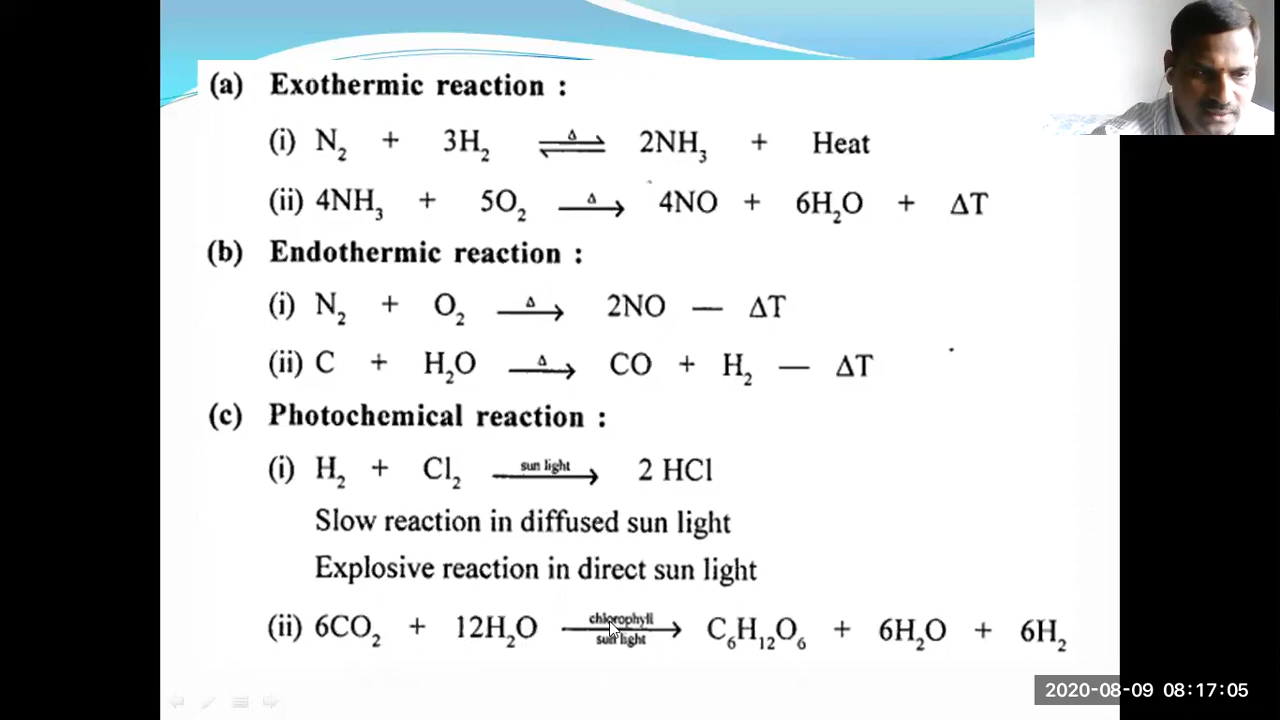 (a) Exothermic reaction :
(i) N₂ + 3H₂ ⇌ Δ 2NH₃ + Heat
(ii) 4NH₃ + 5O₂ Δ⟶ 4NO + 6H₂O + ΔT
(b) Endothermic reaction :
(i) N₂ + O₂ Δ⟶ 2NO — ΔT
(ii) C + H₂O Δ⟶ CO + H₂ — ΔT
(c) Photochemical reaction :
(i) H₂ + Cl₂ sun light⟶ 2 HCl
Slow reaction in diffused sun light
Explosive reaction in direct sun light
(ii) 6CO₂ + 12H₂O chlorophyll sun light⟶ C₆H₁₂O₆ + 6H₂O + 6H₂
2020-08-09 08:17:05